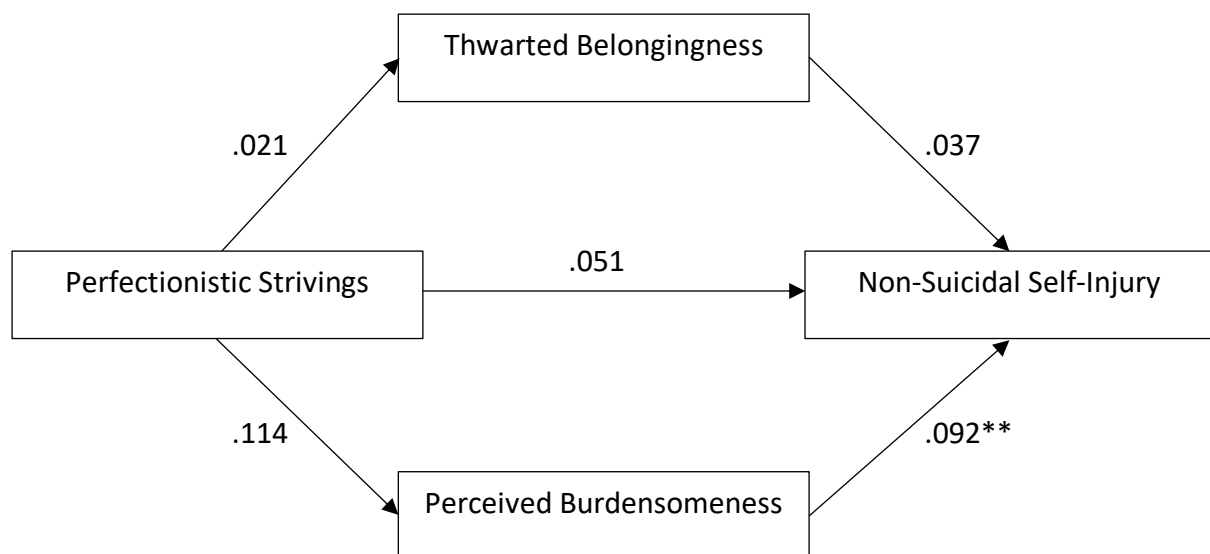 Thwarted Belongingness
.021
.037
.051
Perfectionistic Strivings
Non-Suicidal Self-Injury
.114
.092**
Perceived Burdensomeness